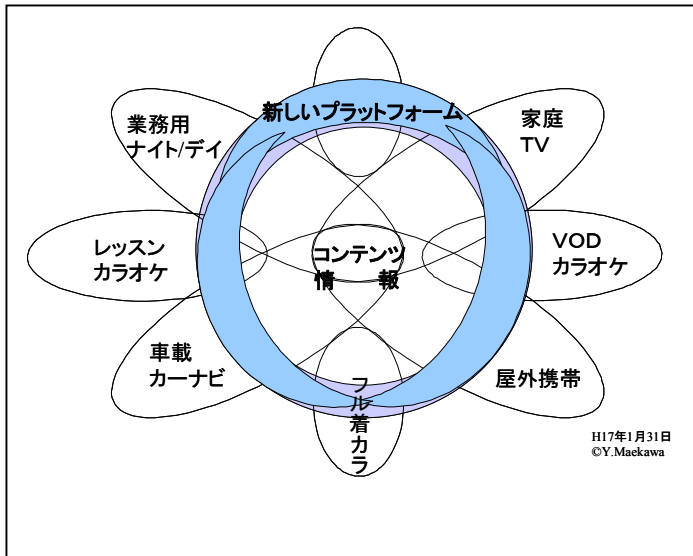 新しいプラットフォーム
業務用
ナイト/デイ
家庭
TV
レッスン
カラオケ
コンテンツ
情報
VOD
カラオケ
車載
カーナビ
フル着カラ
屋外携帯
H17年1月31日
©Y.Maekawa